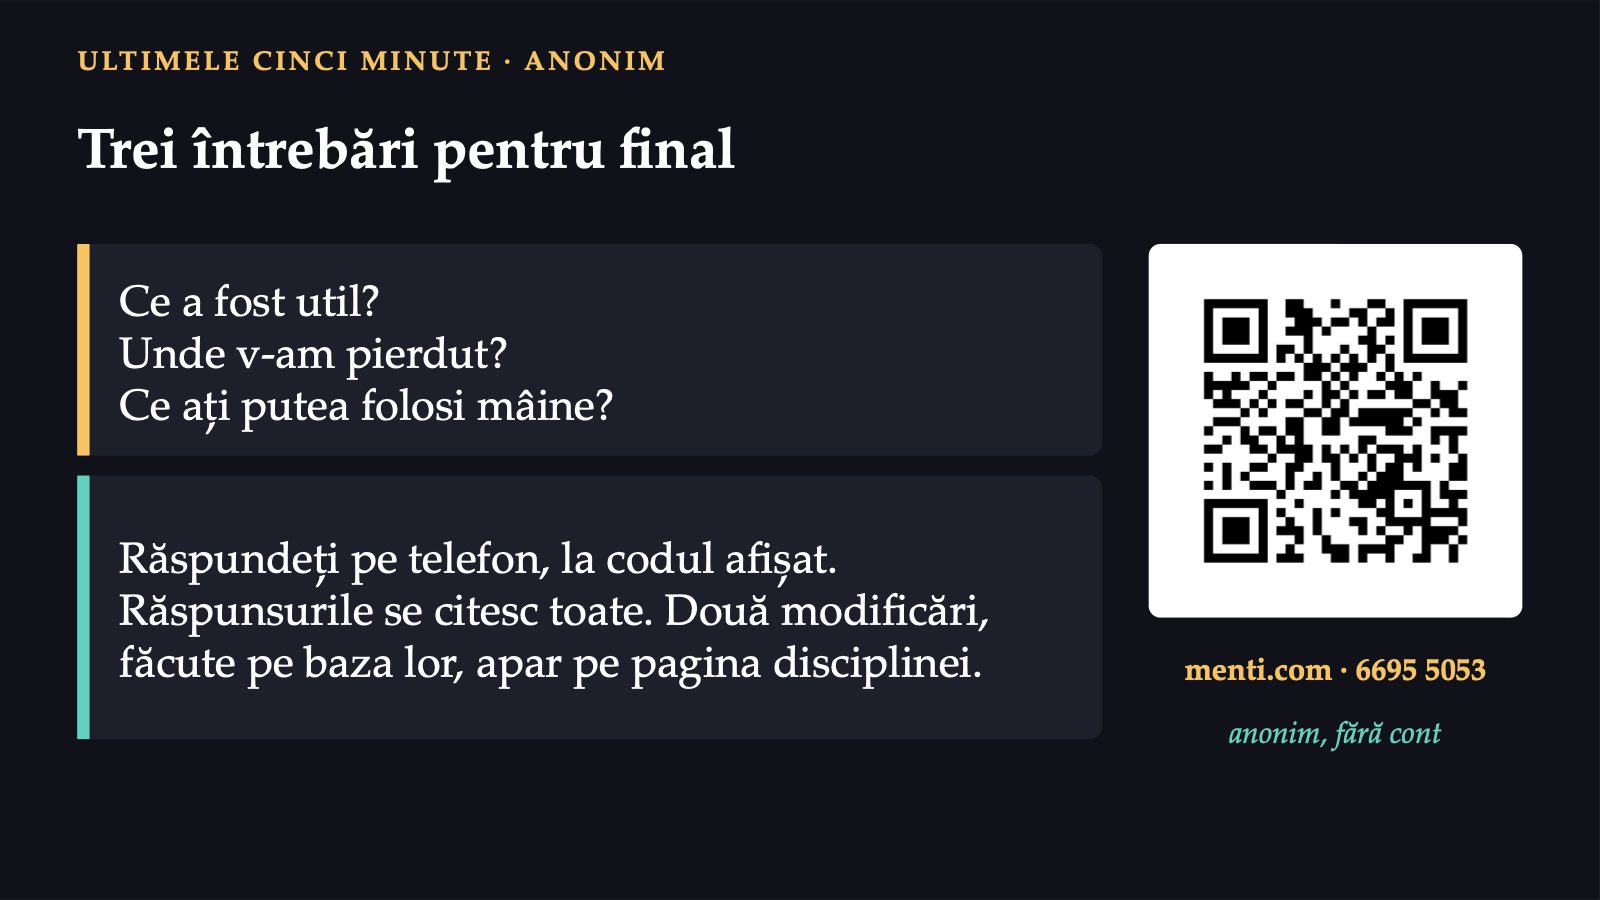 ULTIMELE CINCI MINUTE · ANONIM
Trei întrebări pentru final
Ce a fost util?
Unde v-am pierdut?
Ce ați putea folosi mâine?
Răspundeți pe telefon, la codul afișat.
Răspunsurile se citesc toate. Două modificări,
făcute pe baza lor, apar pe pagina disciplinei.
menti.com · 6695 5053
anonim, fără cont